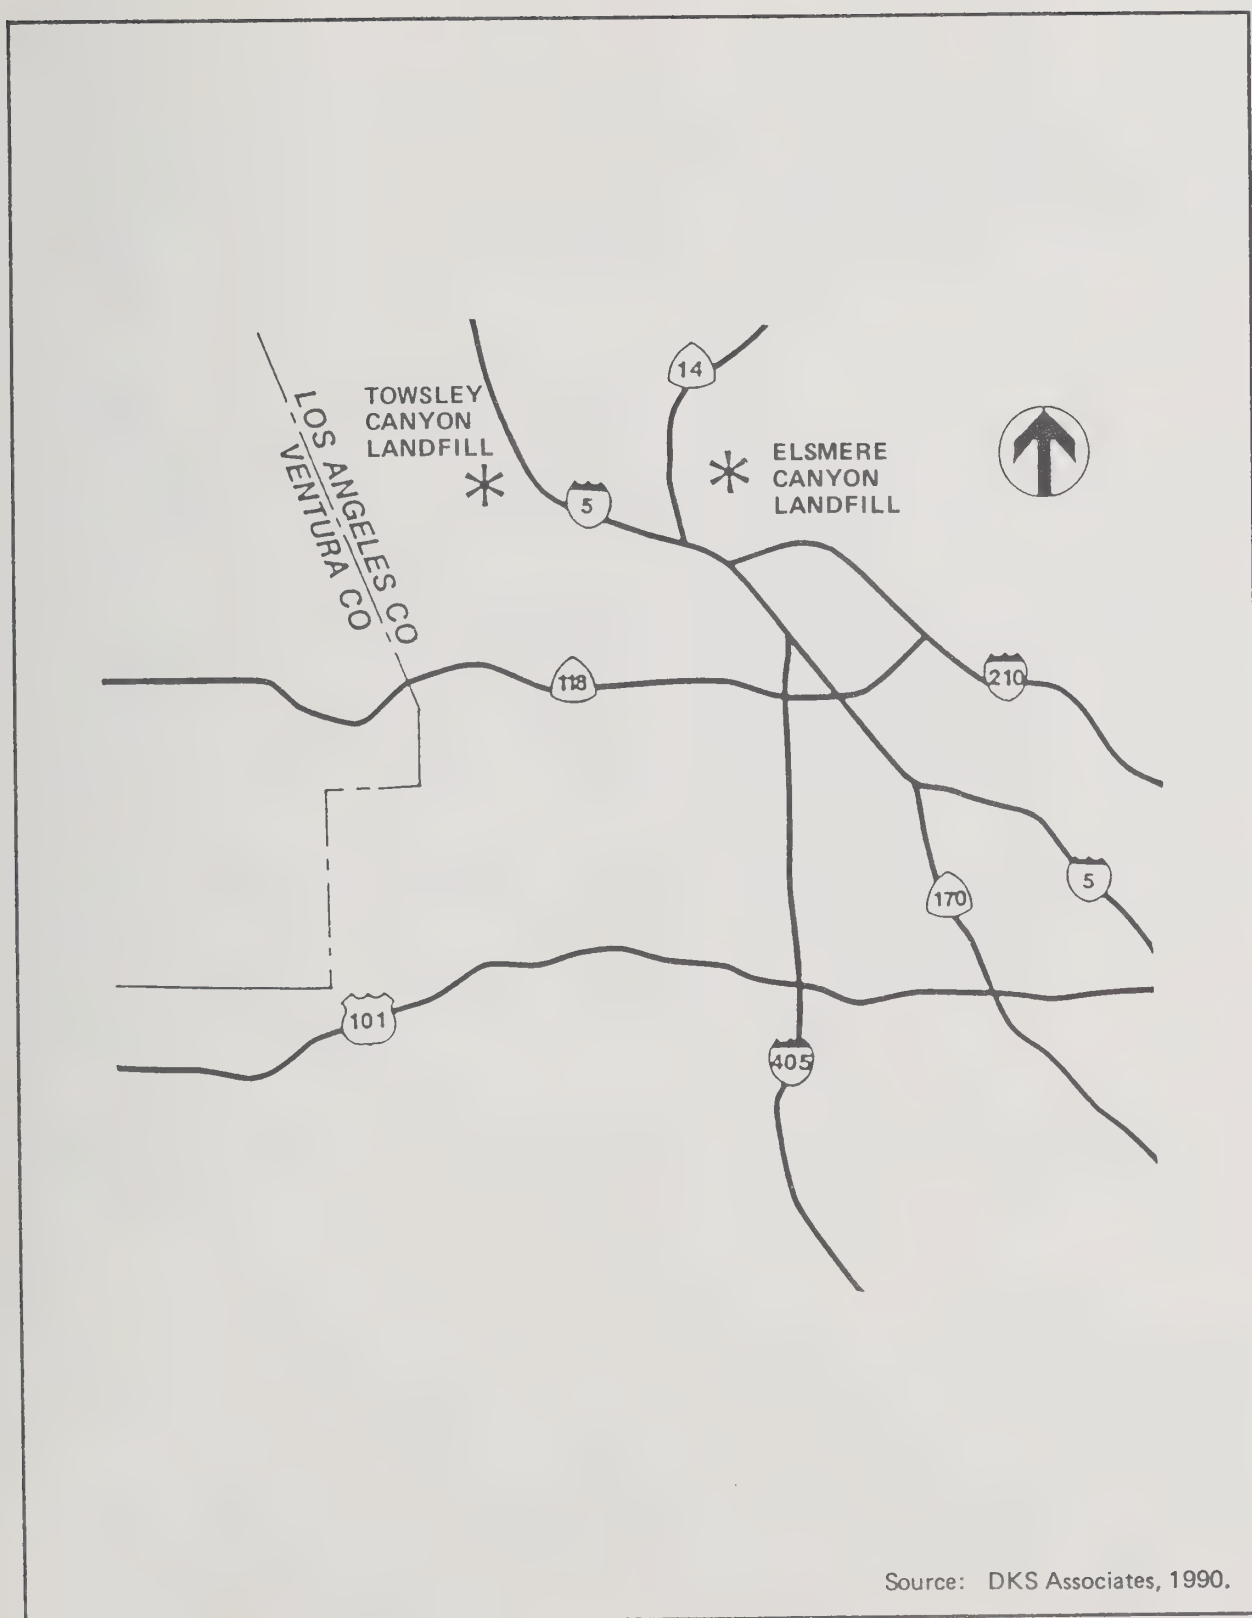 14
TOWSLEY
CANYON
LANDFILL
LOS ANGELES CO
VENTURA CO
ELSMERE
CANYON
LANDFILL
5
118
210
5
170
101
405
Source: DKS Associates, 1990.